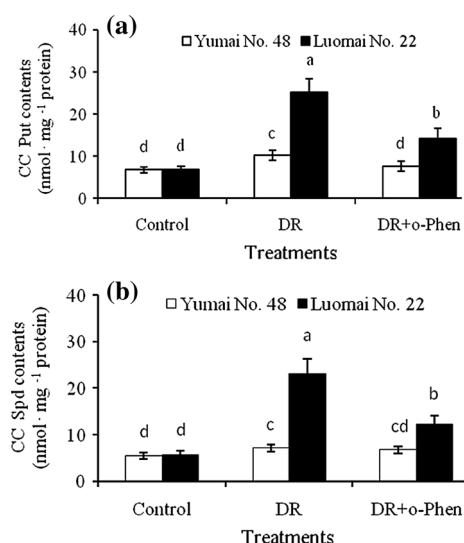 (a)
Yumai No. 48 Luomai No. 22
CC Put contents
(nmol · mg -1 protein)
40
30
20
10
0
d d c a d b
Control DR DR+o-Phen
Treatments
(b)
Yumai No. 48 Luomai No. 22
CC Spd contents
(nmol · mg -1 protein)
40
30
20
10
0
d d c a cd b
Control DR DR+o-Phen
Treatments